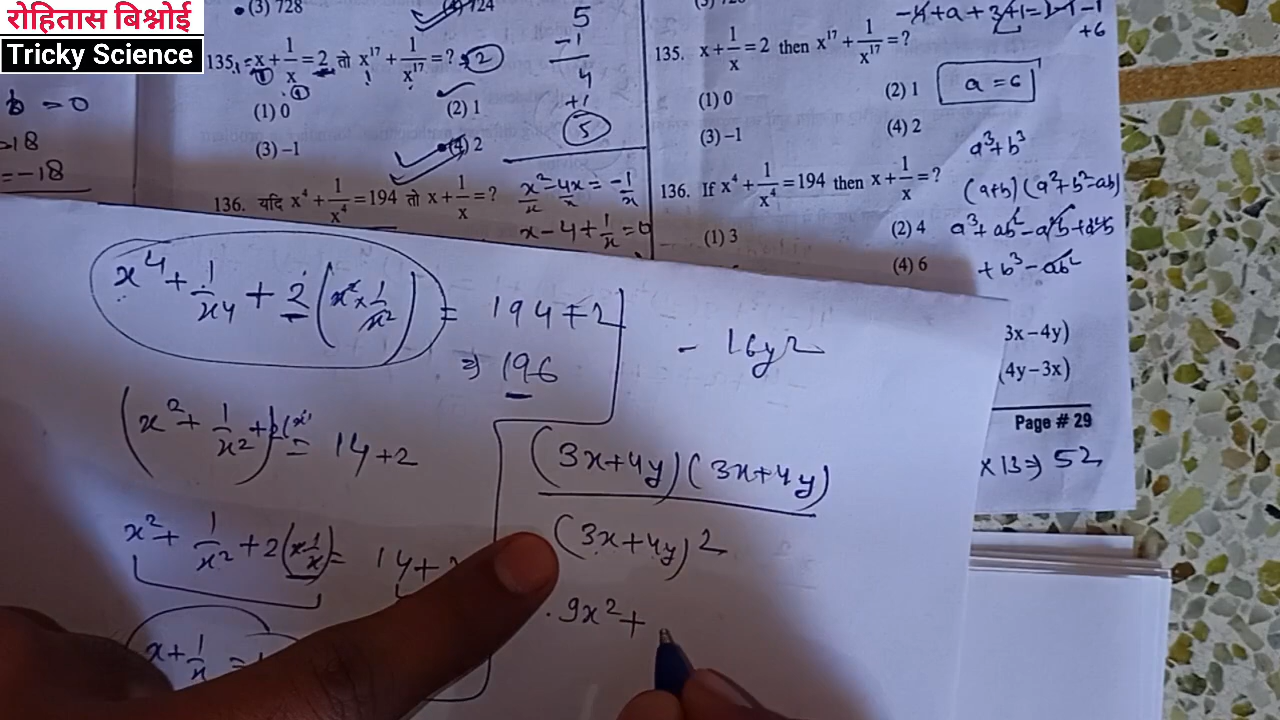 रोहितास बिश्नोई
Tricky Science
(3) 728
724
135. x + 1/x = 2 तो x¹⁷ + 1/x¹⁷ = ? 2
(1) 0
(2) 1
(3) –1
(4) 2
136. यदि x⁴ + 1/x⁴ = 194 तो x + 1/x = ?
5
–1
4
+1
5
x²–4x/x = –1/x
x – 4 + 1/x = 0
b = 0
=18
= –18
135. x + 1/x = 2 then x¹⁷ + 1/x¹⁷ = ?
(1) 0
(2) 1
(3) –1
(4) 2
136. If x⁴ + 1/x⁴ = 194 then x + 1/x = ?
(1) 3
(2) 4
(4) 6
+6
a = 6
a³+b³
(a+b) (a²+b²–ab)
+ b³ – ab²
3x – 4y)
(4y – 3x)
Page # 29
x 13 ⇒ 52
x⁴ + 1/x⁴ + 2 (x² × 1/x²) = 194 + 2
⇒ 196
– 16y²
(x² + 1/x²) = 14 + 2
x² + 1/x² + 2 (x 1/x) = 14 +
x + 1/x =
(3x+4y) (3x+4y)
(3x+4y)²
9x² +